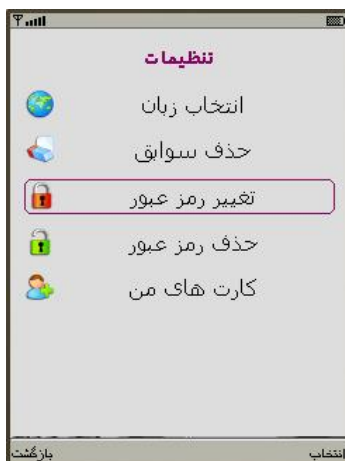 تنظیمات
انتخاب زبان
حذف سوابق
تغییر رمز عبور
حذف رمز عبور
کارت های من
انتخاب
بازگشت